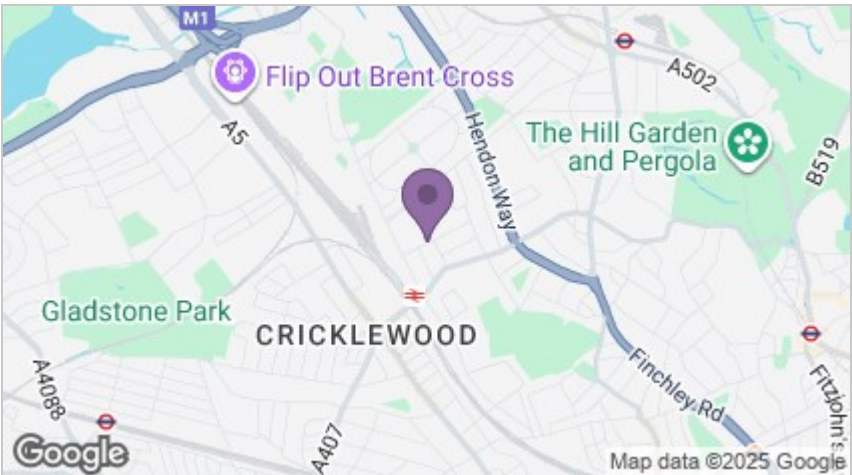 M1
Flip Out Brent Cross
A5
A502
Hendon Way
The Hill Garden
and Pergola
B519
Gladstone Park
CRICKLEWOOD
A4088
A407
Finchley Rd
Fitzjohn's
Google
Map data ©2025 Google